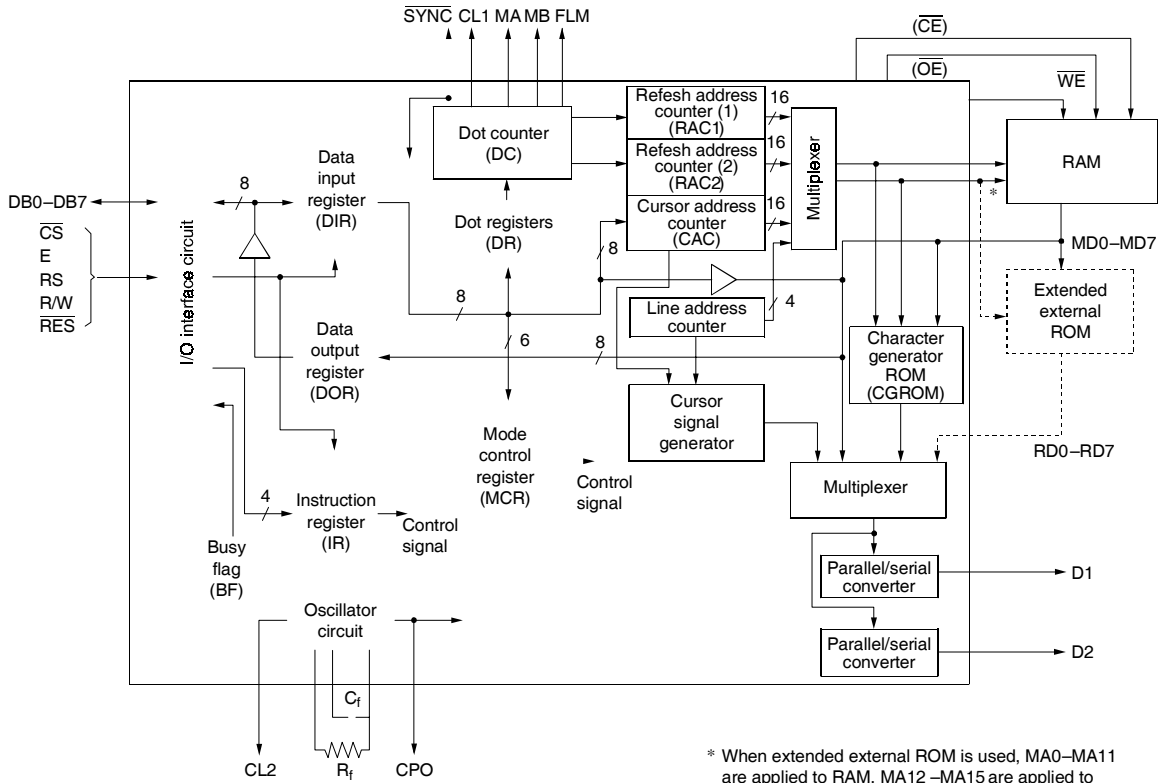 SYNC CL1 MA MB FLM
(CE)
(OE)
WE
Refesh address
counter (1)
(RAC1)
16
Refesh address
counter (2)
(RAC2)
16
Cursor address
counter
(CAC)
16
Multiplexer
Dot counter
(DC)
RAM
Data
input
register
(DIR)
8
DB0–DB7
Dot registers
(DR)
8
*
MD0–MD7
CS
E
RS
R/W
RES
I/O interface circuit
8
Line address
counter
4
Extended
external
ROM
Data
output
register
(DOR)
6
8
Character
generator
ROM
(CGROM)
Cursor
signal
generator
Mode
control
register
(MCR)
Control
signal
RD0–RD7
Multiplexer
4
Instruction
register
(IR)
Control
signal
Busy
flag
(BF)
Parallel/serial
converter
D1
Oscillator
circuit
Parallel/serial
converter
D2
Cf
Rf
CL2
CPO
* When extended external ROM is used, MA0–MA11
are applied to RAM, MA12 –MA15 are applied to